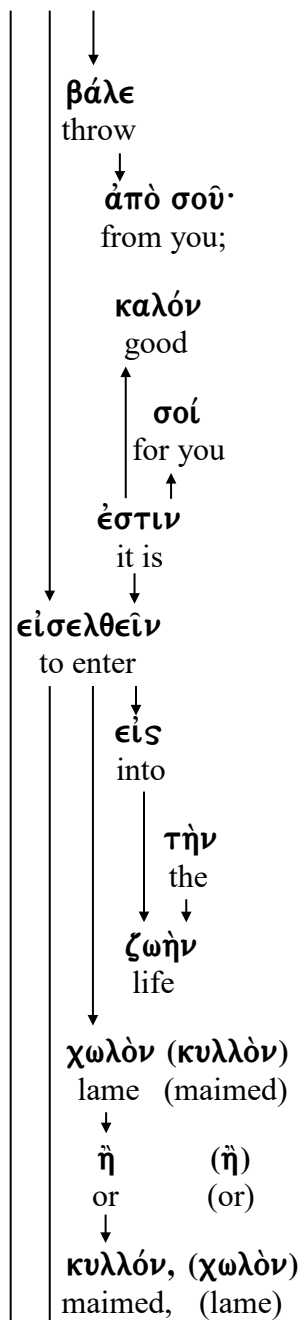 βάλε
throw
ἀπὸ σοῦ·
from you;
καλόν
good
σοί
for you
ἐστιν
it is
εἰσελθεῖν
to enter
εἰς
into
τὴν
the
ζωὴν
life
χωλὸν (κυλλὸν)
lame (maimed)
ἢ (ἢ)
or (or)
κυλλόν, (χωλὸν)
maimed, (lame)